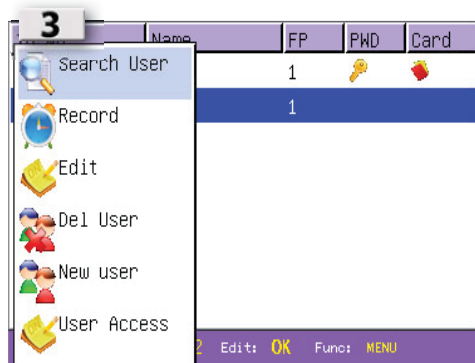 3
Name FP PWD Card
Search User
1
Record
1
Edit
Del User
New user
User Access
2 Edit: OK Func: MENU